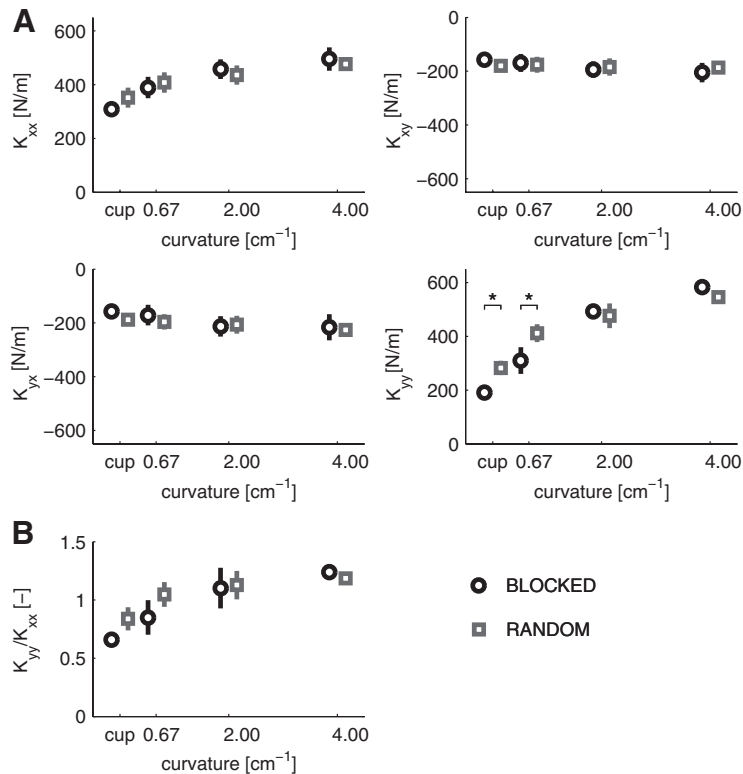 A
600
400
200
0
K_xx [N/m]
cup 0.67 2.00 4.00
curvature [cm⁻¹]
0
−200
−400
−600
K_xy [N/m]
cup 0.67 2.00 4.00
curvature [cm⁻¹]
0
−200
−400
−600
K_yx [N/m]
cup 0.67 2.00 4.00
curvature [cm⁻¹]
* *
600
400
200
0
K_yy [N/m]
cup 0.67 2.00 4.00
curvature [cm⁻¹]
B
1.5
1
0.5
0
K_yy/K_xx [−]
cup 0.67 2.00 4.00
curvature [cm⁻¹]
BLOCKED
RANDOM